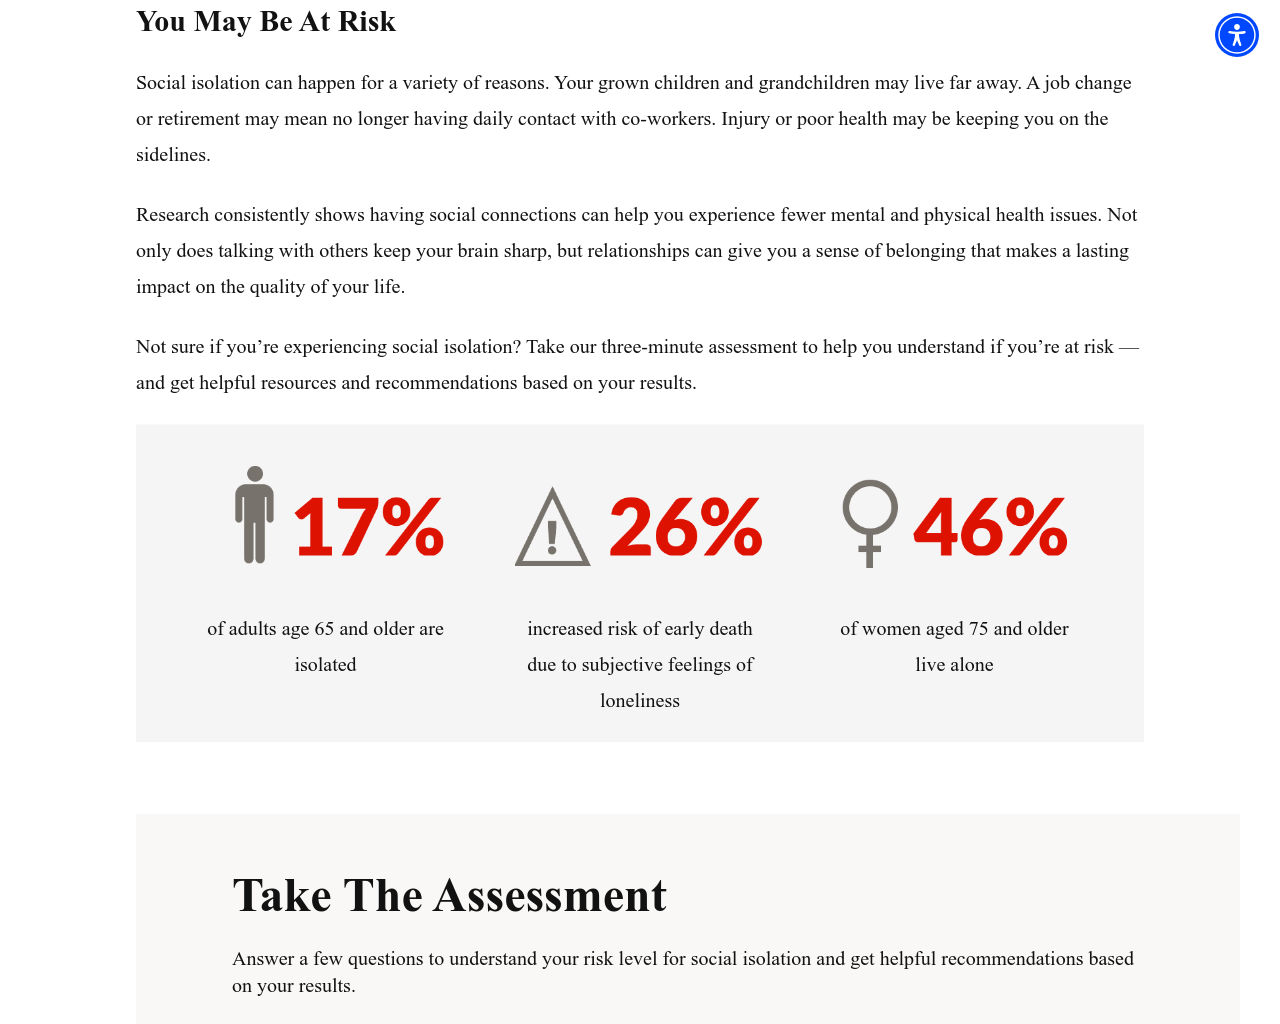 You May Be At Risk
Social isolation can happen for a variety of reasons. Your grown children and grandchildren may live far away. A job change
or retirement may mean no longer having daily contact with co-workers. Injury or poor health may be keeping you on the
sidelines.
Research consistently shows having social connections can help you experience fewer mental and physical health issues. Not
only does talking with others keep your brain sharp, but relationships can give you a sense of belonging that makes a lasting
impact on the quality of your life.
Not sure if you’re experiencing social isolation? Take our three-minute assessment to help you understand if you’re at risk —
and get helpful resources and recommendations based on your results.
17%
of adults age 65 and older are
isolated
26%
increased risk of early death
due to subjective feelings of
loneliness
46%
of women aged 75 and older
live alone
Take The Assessment
Answer a few questions to understand your risk level for social isolation and get helpful recommendations based
on your results.